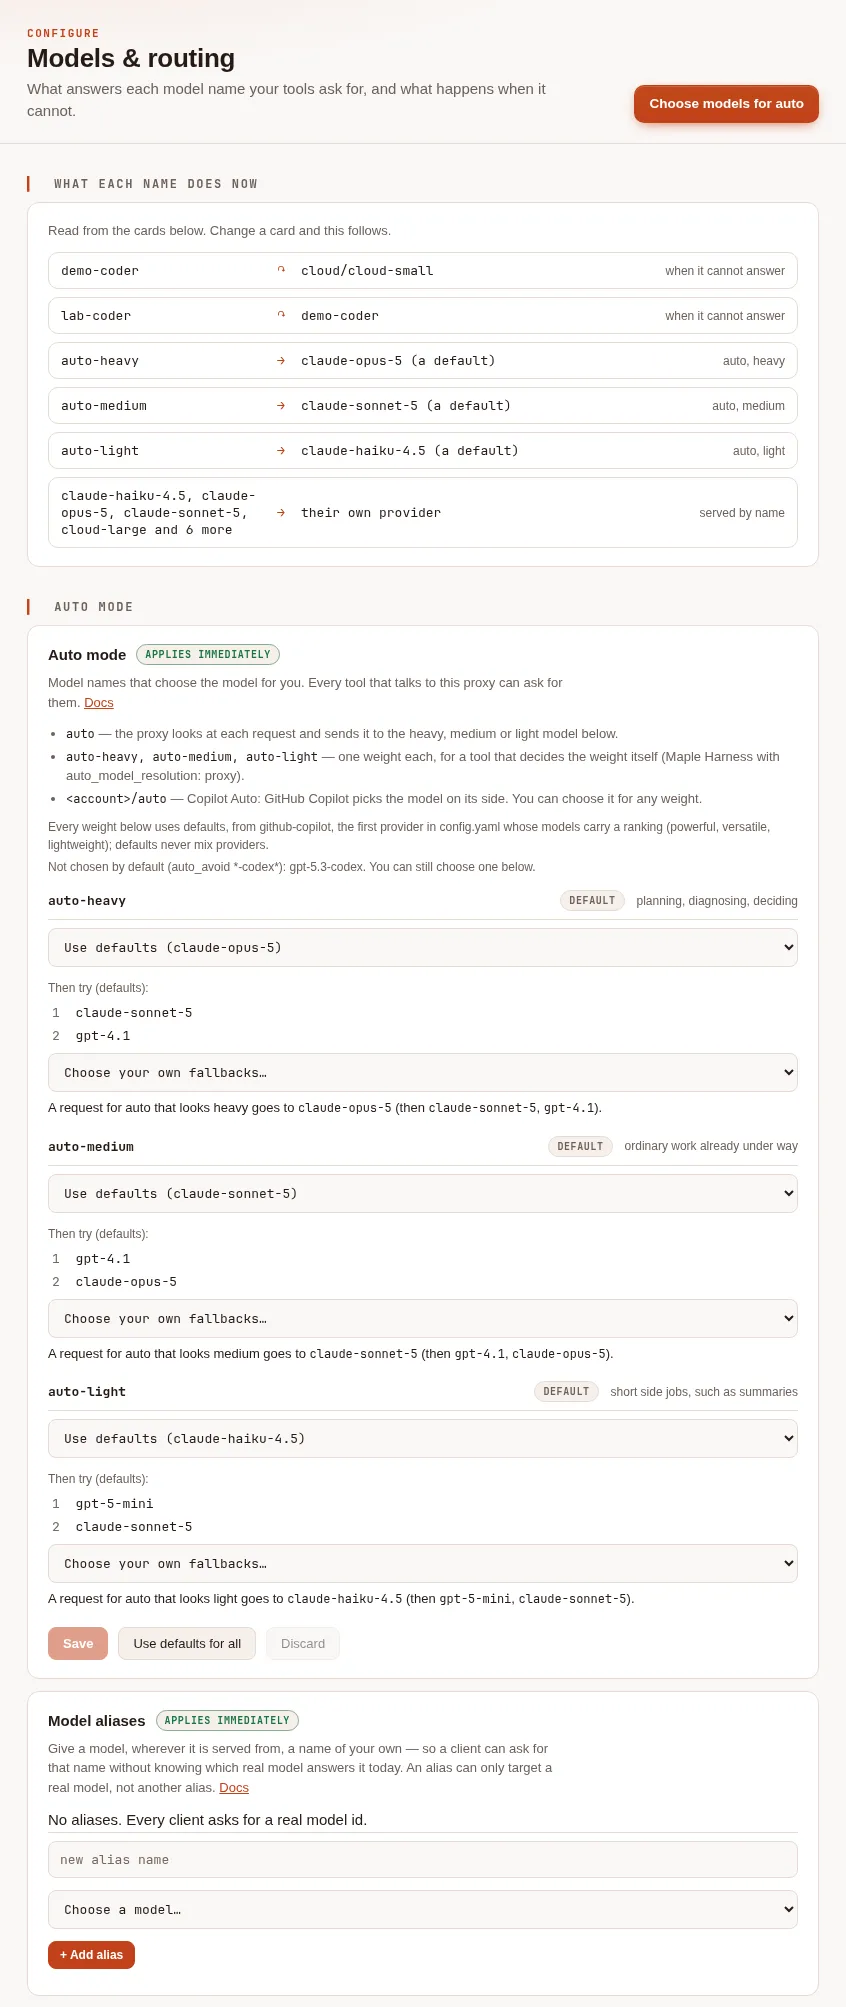 CONFIGURE
Models & routing
What answers each model name your tools ask for, and what happens when it
cannot.
Choose models for auto
WHAT EACH NAME DOES NOW
Read from the cards below. Change a card and this follows.
demo-coder ↷ cloud/cloud-small when it cannot answer
lab-coder ↷ demo-coder when it cannot answer
auto-heavy → claude-opus-5 (a default) auto, heavy
auto-medium → claude-sonnet-5 (a default) auto, medium
auto-light → claude-haiku-4.5 (a default) auto, light
claude-haiku-4.5, claude-
opus-5, claude-sonnet-5, → their own provider served by name
cloud-large and 6 more
AUTO MODE
Auto mode APPLIES IMMEDIATELY
Model names that choose the model for you. Every tool that talks to this proxy can ask for
them. Docs
• auto — the proxy looks at each request and sends it to the heavy, medium or light model below.
• auto-heavy, auto-medium, auto-light — one weight each, for a tool that decides the weight itself (Maple Harness with
auto_model_resolution: proxy).
• <account>/auto — Copilot Auto: GitHub Copilot picks the model on its side. You can choose it for any weight.
Every weight below uses defaults, from github-copilot, the first provider in config.yaml whose models carry a ranking (powerful, versatile,
lightweight); defaults never mix providers.
Not chosen by default (auto_avoid *-codex*): gpt-5.3-codex. You can still choose one below.
auto-heavy DEFAULT planning, diagnosing, deciding
Use defaults (claude-opus-5)
Then try (defaults):
1 claude-sonnet-5
2 gpt-4.1
Choose your own fallbacks…
A request for auto that looks heavy goes to claude-opus-5 (then claude-sonnet-5, gpt-4.1).
auto-medium DEFAULT ordinary work already under way
Use defaults (claude-sonnet-5)
Then try (defaults):
1 gpt-4.1
2 claude-opus-5
Choose your own fallbacks…
A request for auto that looks medium goes to claude-sonnet-5 (then gpt-4.1, claude-opus-5).
auto-light DEFAULT short side jobs, such as summaries
Use defaults (claude-haiku-4.5)
Then try (defaults):
1 gpt-5-mini
2 claude-sonnet-5
Choose your own fallbacks…
A request for auto that looks light goes to claude-haiku-4.5 (then gpt-5-mini, claude-sonnet-5).
Save Use defaults for all Discard
Model aliases APPLIES IMMEDIATELY
Give a model, wherever it is served from, a name of your own — so a client can ask for
that name without knowing which real model answers it today. An alias can only target a
real model, not another alias. Docs
No aliases. Every client asks for a real model id.
new alias name
Choose a model…
+ Add alias